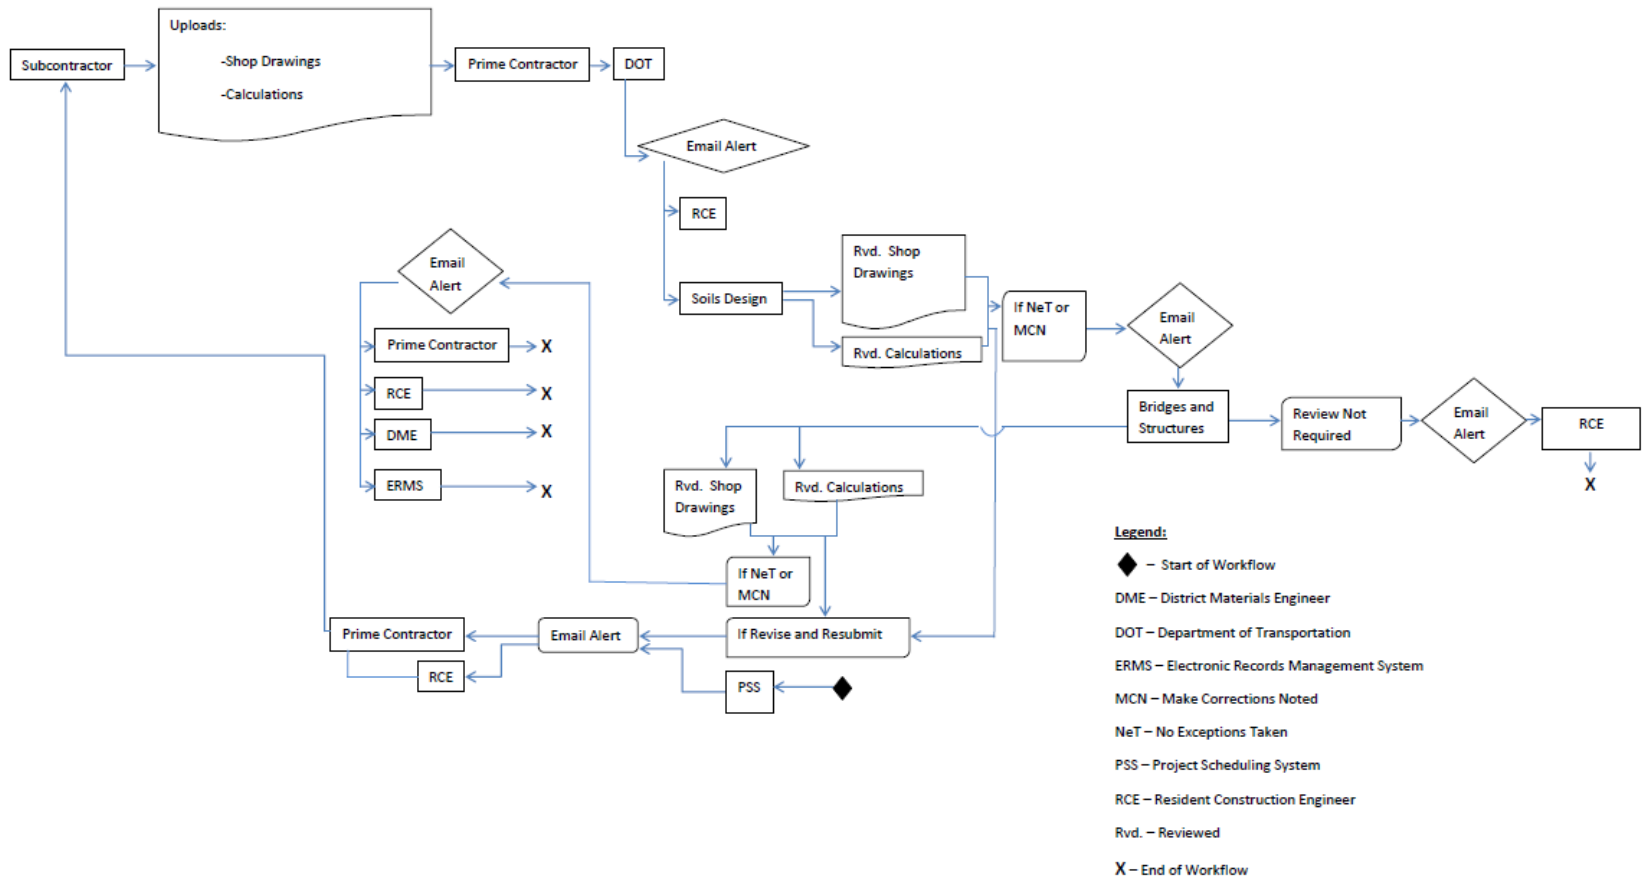 Uploads:
-Shop Drawings
-Calculations
Subcontractor
Prime Contractor
DOT
Email Alert
RCE
Soils Design
Rvd. Shop
Drawings
Rvd. Calculations
If NeT or
MCN
Email
Alert
Bridges and
Structures
Review Not
Required
Email
Alert
RCE
X
Email
Alert
Prime Contractor
X
RCE
X
DME
X
ERMS
X
Rvd. Shop
Drawings
Rvd. Calculations
If NeT or
MCN
If Revise and Resubmit
Email Alert
Prime Contractor
RCE
PSS
Legend:
– Start of Workflow
DME – District Materials Engineer
DOT – Department of Transportation
ERMS – Electronic Records Management System
MCN – Make Corrections Noted
NeT – No Exceptions Taken
PSS – Project Scheduling System
RCE – Resident Construction Engineer
Rvd. – Reviewed
X – End of Workflow